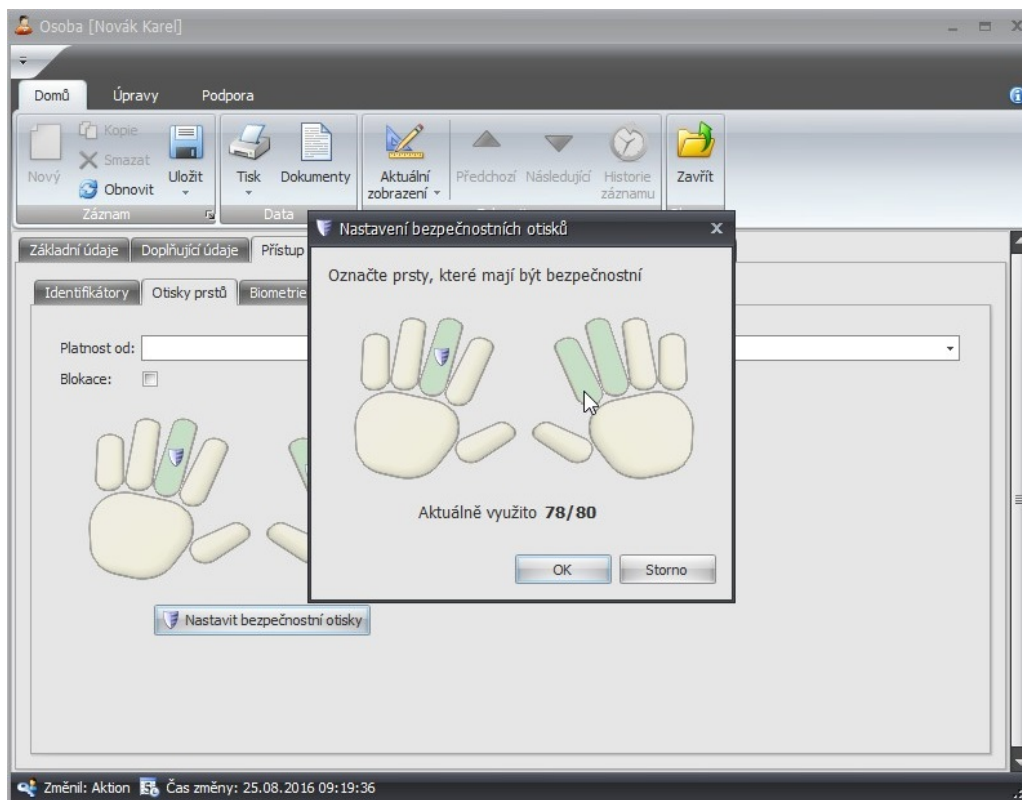 Osoba [Novák Karel]
Domů Úpravy Podpora
Nový
Kopie
Smazat
Obnovit
Uložit
Tisk
Dokumenty
Aktuální
zobrazení
Předchozí
Následující
Historie
záznamu
Zavřít
Záznam
Data
Nastavení bezpečnostních otisků
Základní údaje Doplňující údaje Přístup
Označte prsty, které mají být bezpečnostní
Identifikátory Otisky prstů Biometrie
Platnost od:
Blokace:
Aktuálně využito 78/80
OK Storno
Nastavit bezpečnostní otisky
Změnil: Aktion Čas změny: 25.08.2016 09:19:36